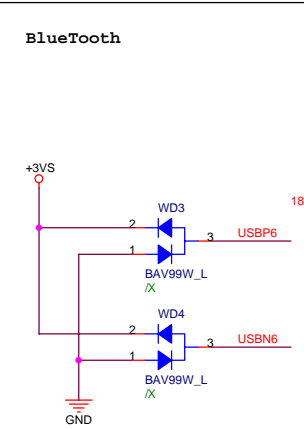 BlueTooth
+3VS
18
WD3
2
3
USBP6
1
BAV99W_L
/X
WD4
2
3
USBN6
1
BAV99W_L
/X
GND